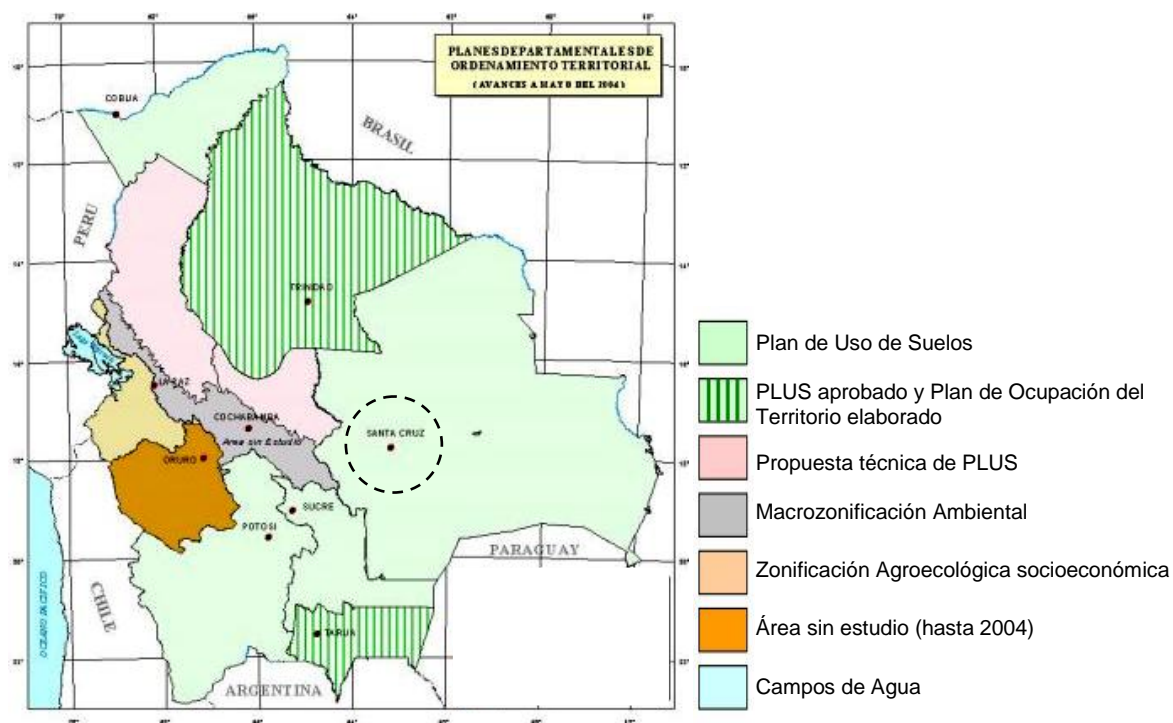 PLANES DEPARTAMENTALES DE
ORDENAMIENTO TERRITORIAL
( AVANCES A MAYO DEL 2004 )
COBIJA
BRASIL
PERU
TRINIDAD
LA PAZ
COCHABAMBA
Area sin Estudio
SANTA CRUZ
ORURO
SUCRE
POTOSI
PARAGUAY
CHILE
OCEANO PACIFICO
TARIJA
ARGENTINA
Plan de Uso de Suelos
PLUS aprobado y Plan de Ocupación del
Territorio elaborado
Propuesta técnica de PLUS
Macrozonificación Ambiental
Zonificación Agroecológica socioeconómica
Área sin estudio (hasta 2004)
Campos de Agua